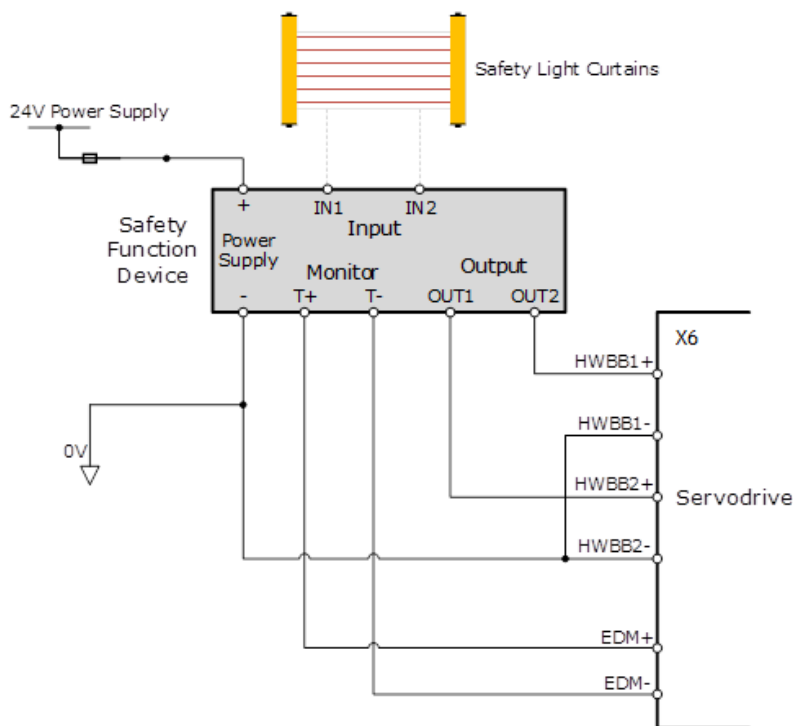 Safety Light Curtains
24V Power Supply
+
IN1
IN2
Input
Safety
Function
Device
Power
Supply
Monitor
Output
-
T+
T-
OUT1
OUT2
X6
HWBB1+
HWBB1-
0V
HWBB2+
Servodrive
HWBB2-
EDM+
EDM-